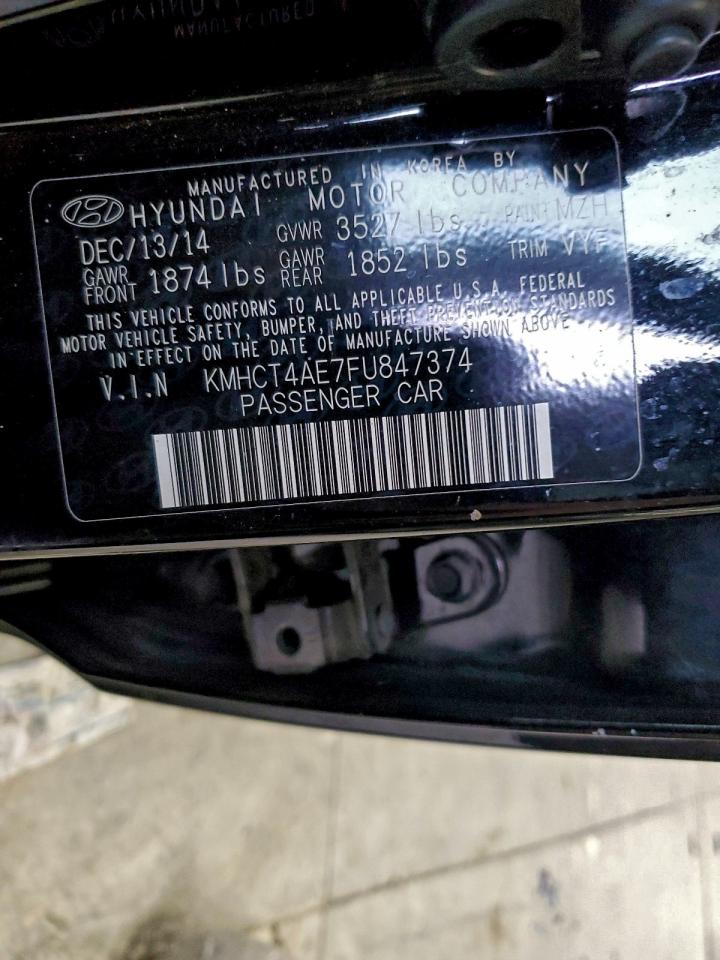 MANUFACTURED IN KOREA BY
HYUNDAI MOTOR COMPANY
DEC/13/14 GVWR 3527 lbs PAINT MZH
GAWR FRONT 1874 lbs GAWR REAR 1852 lbs TRIM VYF
THIS VEHICLE CONFORMS TO ALL APPLICABLE U.S.A. FEDERAL
MOTOR VEHICLE SAFETY, BUMPER, AND THEFT PREVENTION STANDARDS
IN EFFECT ON THE DATE OF MANUFACTURE SHOWN ABOVE
V.I.N KMHCT4AE7FU847374
PASSENGER CAR